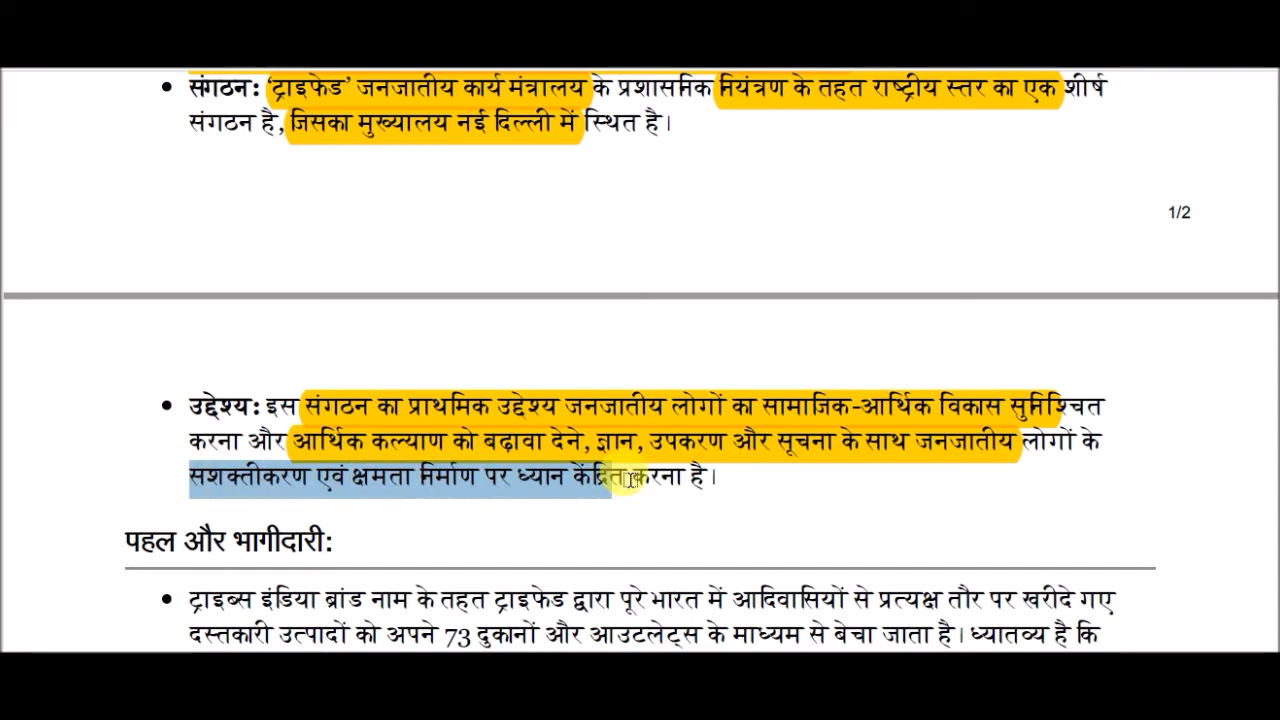 • संगठन: 'ट्राइफेड' जनजातीय कार्य मंत्रालय के प्रशासनिक नियंत्रण के तहत राष्ट्रीय स्तर का एक शीर्ष
संगठन है, जिसका मुख्यालय नई दिल्ली में स्थित है।
1/2
• उद्देश्य: इस संगठन का प्राथमिक उद्देश्य जनजातीय लोगों का सामाजिक-आर्थिक विकास सुनिश्चित
करना और आर्थिक कल्याण को बढ़ावा देने, ज्ञान, उपकरण और सूचना के साथ जनजातीय लोगों के
सशक्तीकरण एवं क्षमता निर्माण पर ध्यान केंद्रित करना है।
पहल और भागीदारी:
• ट्राइब्स इंडिया ब्रांड नाम के तहत ट्राइफेड द्वारा पूरे भारत में आदिवासियों से प्रत्यक्ष तौर पर खरीदे गए
दस्तकारी उत्पादों को अपने 73 दुकानों और आउटलेट्स के माध्यम से बेचा जाता है। ध्यातव्य है कि